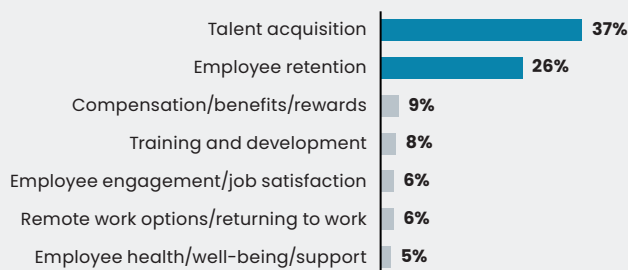 Talent acquisition 37%
Employee retention 26%
Compensation/benefits/rewards 9%
Training and development 8%
Employee engagement/job satisfaction 6%
Remote work options/returning to work 6%
Employee health/well-being/support 5%